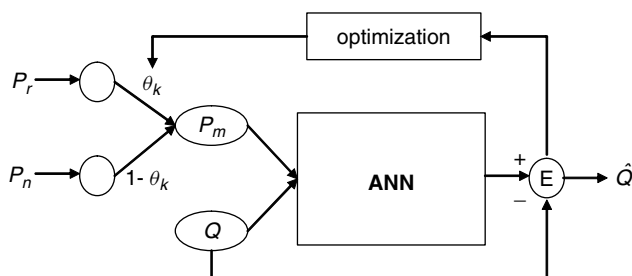 optimization
P_r
θ_k
P_m
P_n
1- θ_k
ANN
+
E
Q̂
−
Q